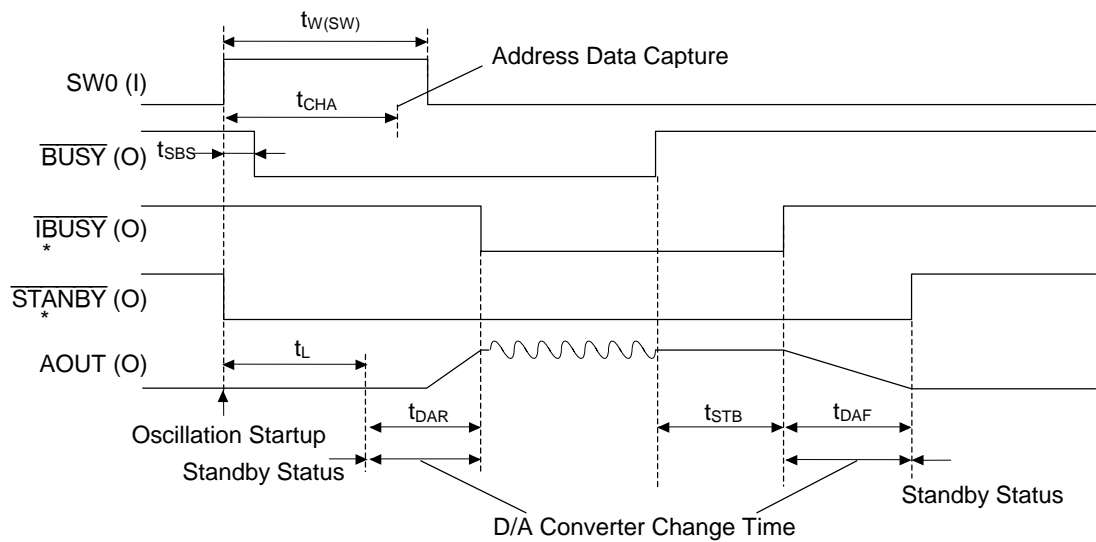 tW(SW)
Address Data Capture
SW0 (I)
tCHA
BUSY (O)
tSBS
IBUSY (O)
*
STANBY (O)
*
AOUT (O)
tL
tDAR
tSTB
tDAF
Oscillation Startup
Standby Status
Standby Status
D/A Converter Change Time